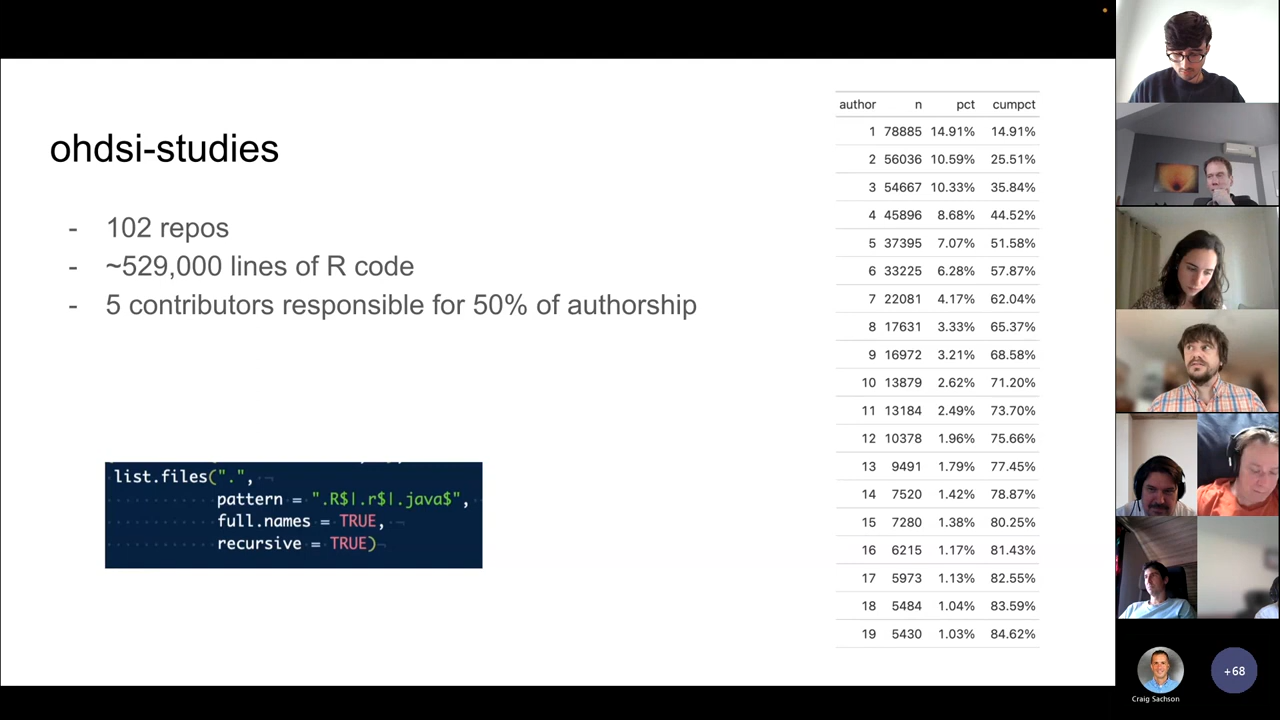 ohdsi-studies
- 102 repos
- ~529,000 lines of R code
- 5 contributors responsible for 50% of authorship
list.files(".",
pattern = ".R$|.r$|.java$",
full.names = TRUE,
recursive = TRUE)
author n pct cumpct
1 78885 14.91% 14.91%
2 56036 10.59% 25.51%
3 54667 10.33% 35.84%
4 45896 8.68% 44.52%
5 37395 7.07% 51.58%
6 33225 6.28% 57.87%
7 22081 4.17% 62.04%
8 17631 3.33% 65.37%
9 16972 3.21% 68.58%
10 13879 2.62% 71.20%
11 13184 2.49% 73.70%
12 10378 1.96% 75.66%
13 9491 1.79% 77.45%
14 7520 1.42% 78.87%
15 7280 1.38% 80.25%
16 6215 1.17% 81.43%
17 5973 1.13% 82.55%
18 5484 1.04% 83.59%
19 5430 1.03% 84.62%
Craig Sachson
+68